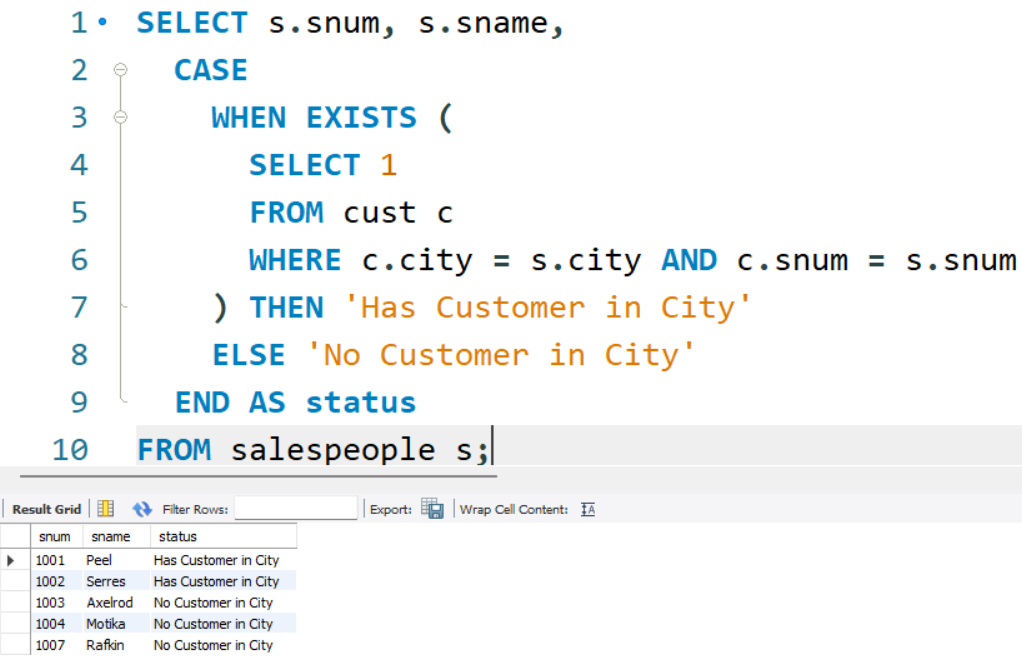 1 SELECT s.snum, s.sname,
2 CASE
3 WHEN EXISTS (
4 SELECT 1
5 FROM cust c
6 WHERE c.city = s.city AND c.snum = s.snum
7 ) THEN 'Has Customer in City'
8 ELSE 'No Customer in City'
9 END AS status
10 FROM salespeople s;
Result Grid Filter Rows: Export: Wrap Cell Content: IA
snum sname status
1001 Peel Has Customer in City
1002 Serres Has Customer in City
1003 Axelrod No Customer in City
1004 Motika No Customer in City
1007 Rafkin No Customer in City